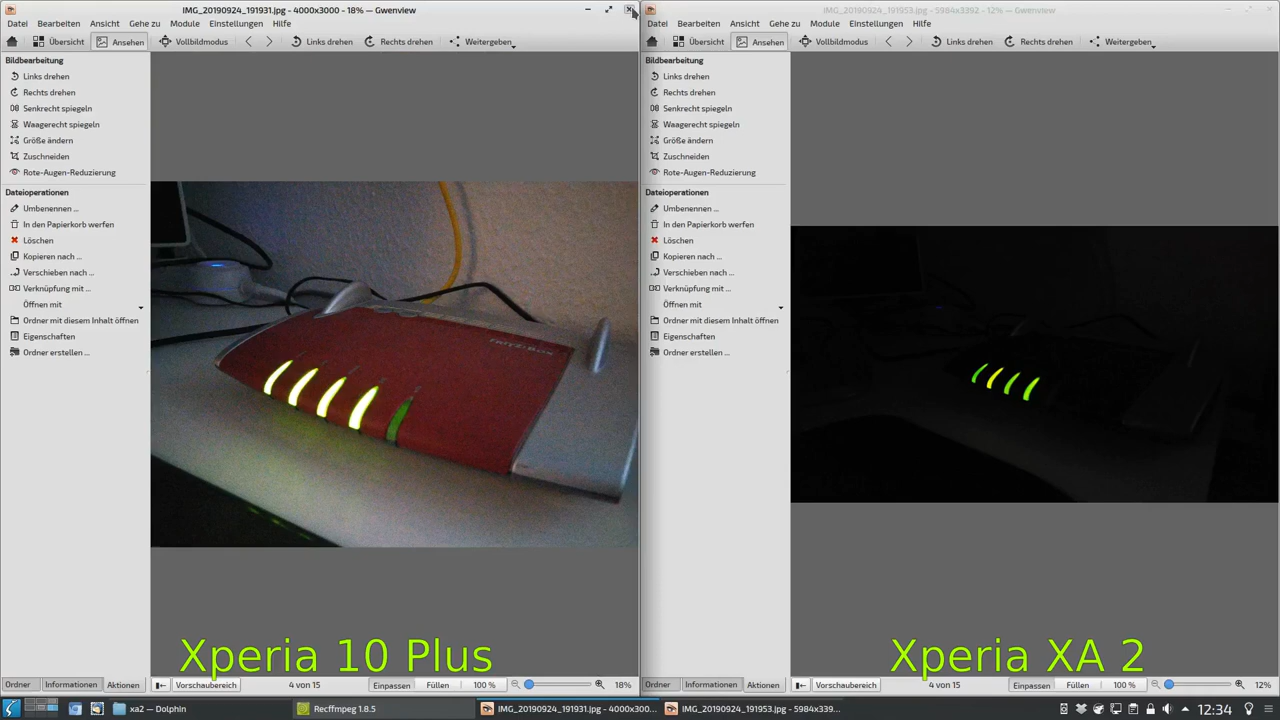 IMG_20190924_191931.jpg - 4000x3000 - 18% — Gwenview
Datei Bearbeiten Ansicht Gehe zu Module Einstellungen Hilfe
Übersicht Ansehen Vollbildmodus Links drehen Rechts drehen Weitergeben
Bildbearbeitung
Links drehen
Rechts drehen
Senkrecht spiegeln
Waagerecht spiegeln
Größe ändern
Zuschneiden
Rote-Augen-Reduzierung
Dateioperationen
Umbenennen ...
In den Papierkorb werfen
Löschen
Kopieren nach ...
Verschieben nach ...
Verknüpfung mit ...
Öffnen mit
Ordner mit diesem Inhalt öffnen
Eigenschaften
Ordner erstellen ...
FRITZ!BOX
Xperia 10 Plus
Ordner Informationen Aktionen Vorschaubereich 4 von 15 Einpassen Füllen 100 % 18%
IMG_20190924_191953.jpg - 5984x3392 - 12% — Gwenview
Datei Bearbeiten Ansicht Gehe zu Module Einstellungen Hilfe
Übersicht Ansehen Vollbildmodus Links drehen Rechts drehen Weitergeben
Bildbearbeitung
Links drehen
Rechts drehen
Senkrecht spiegeln
Waagerecht spiegeln
Größe ändern
Zuschneiden
Rote-Augen-Reduzierung
Dateioperationen
Umbenennen ...
In den Papierkorb werfen
Löschen
Kopieren nach ...
Verschieben nach ...
Verknüpfung mit ...
Öffnen mit
Ordner mit diesem Inhalt öffnen
Eigenschaften
Ordner erstellen ...
Xperia XA 2
Ordner Informationen Aktionen Vorschaubereich 4 von 15 Einpassen Füllen 100 % 12%
xa2 — Dolphin Recffmpeg 1.8.5 IMG_20190924_191931.jpg - 4000x300... IMG_20190924_191953.jpg - 5984x339... 12:34